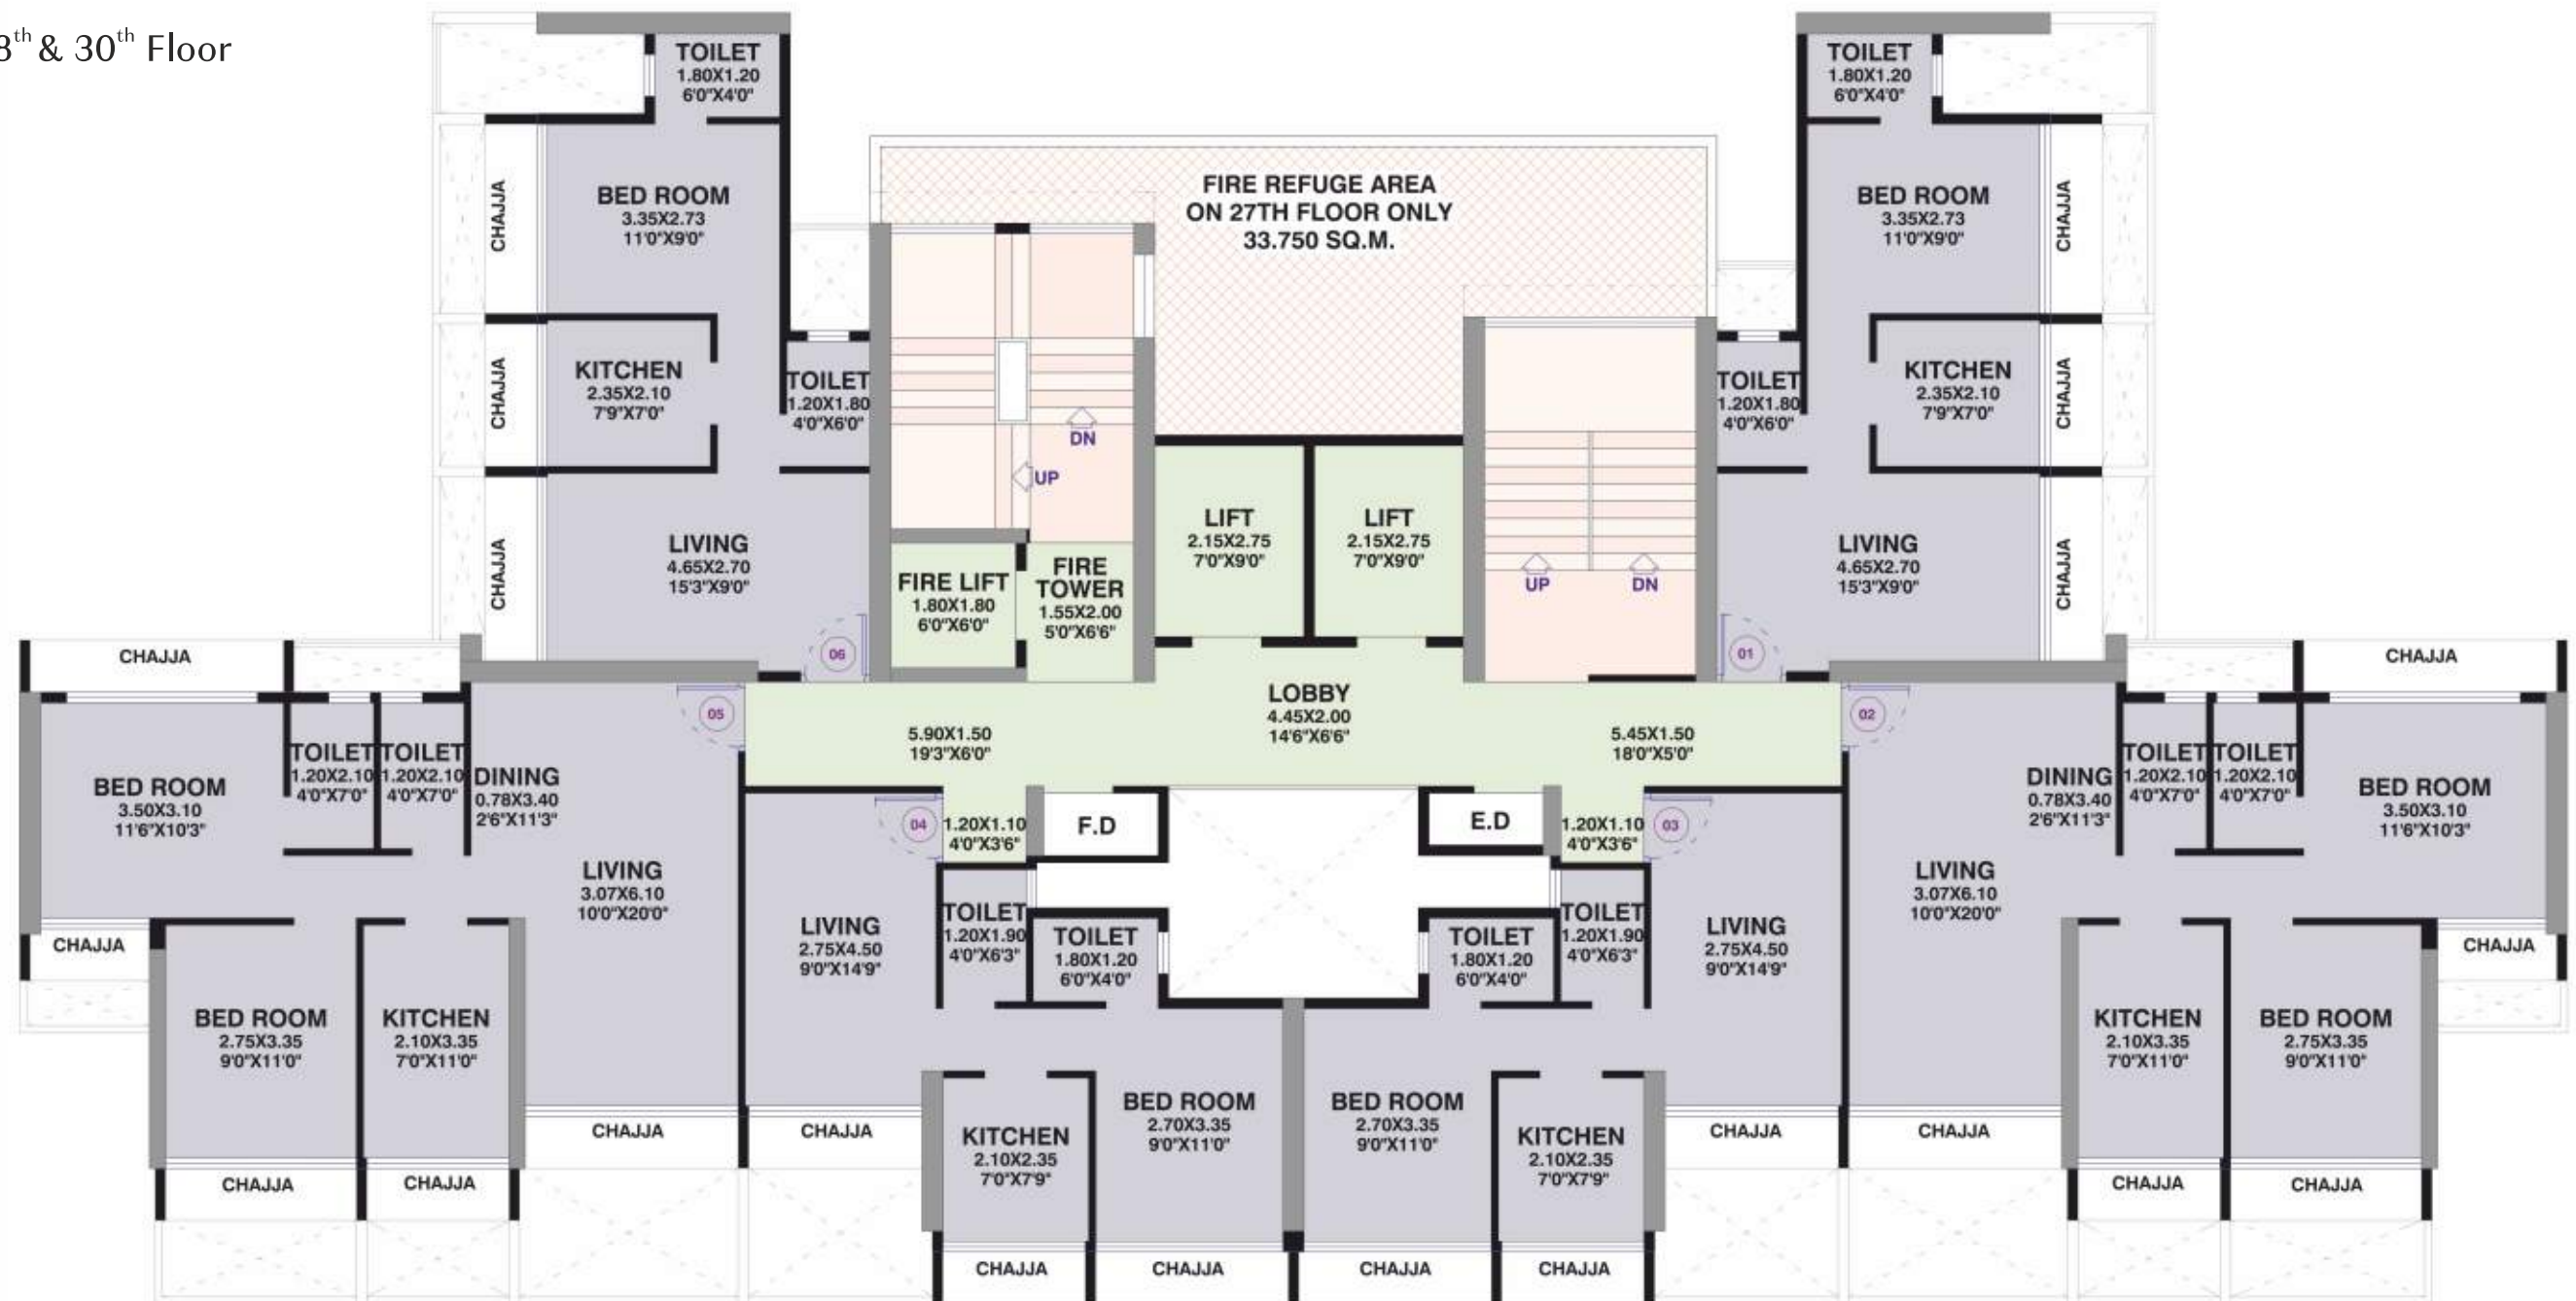 8th & 30th Floor
TOILET
1.80X1.20
6'0"X4'0"
TOILET
1.80X1.20
6'0"X4'0"
CHAJJA
BED ROOM
3.35X2.73
11'0"X9'0"
FIRE REFUGE AREA
ON 27TH FLOOR ONLY
33.750 SQ.M.
BED ROOM
3.35X2.73
11'0"X9'0"
CHAJJA
CHAJJA
KITCHEN
2.35X2.10
7'9"X7'0"
TOILET
1.20X1.80
4'0"X6'0"
DN
UP
TOILET
1.20X1.80
4'0"X6'0"
KITCHEN
2.35X2.10
7'9"X7'0"
CHAJJA
CHAJJA
LIVING
4.65X2.70
15'3"X9'0"
06
FIRE LIFT
1.80X1.80
6'0"X6'0"
FIRE
TOWER
1.55X2.00
5'0"X6'6"
LIFT
2.15X2.75
7'0"X9'0"
LIFT
2.15X2.75
7'0"X9'0"
UP
DN
LIVING
4.65X2.70
15'3"X9'0"
01
CHAJJA
CHAJJA
CHAJJA
05
5.90X1.50
19'3"X6'0"
LOBBY
4.45X2.00
14'6"X6'6"
5.45X1.50
18'0"X5'0"
02
BED ROOM
3.50X3.10
11'6"X10'3"
TOILET
1.20X2.10
4'0"X7'0"
TOILET
1.20X2.10
4'0"X7'0"
DINING
0.78X3.40
2'6"X11'3"
DINING
0.78X3.40
2'6"X11'3"
TOILET
1.20X2.10
4'0"X7'0"
TOILET
1.20X2.10
4'0"X7'0"
BED ROOM
3.50X3.10
11'6"X10'3"
04
1.20X1.10
4'0"X3'6"
F.D
E.D
1.20X1.10
4'0"X3'6"
03
LIVING
3.07X6.10
10'0"X20'0"
LIVING
3.07X6.10
10'0"X20'0"
CHAJJA
LIVING
2.75X4.50
9'0"X14'9"
TOILET
1.20X1.90
4'0"X6'3"
TOILET
1.80X1.20
6'0"X4'0"
TOILET
1.80X1.20
6'0"X4'0"
TOILET
1.20X1.90
4'0"X6'3"
LIVING
2.75X4.50
9'0"X14'9"
CHAJJA
BED ROOM
2.75X3.35
9'0"X11'0"
KITCHEN
2.10X3.35
7'0"X11'0"
KITCHEN
2.10X3.35
7'0"X11'0"
BED ROOM
2.75X3.35
9'0"X11'0"
CHAJJA
CHAJJA
KITCHEN
2.10X2.35
7'0"X7'9"
BED ROOM
2.70X3.35
9'0"X11'0"
BED ROOM
2.70X3.35
9'0"X11'0"
KITCHEN
2.10X2.35
7'0"X7'9"
CHAJJA
CHAJJA
CHAJJA
CHAJJA
CHAJJA
CHAJJA
CHAJJA
CHAJJA
CHAJJA
CHAJJA